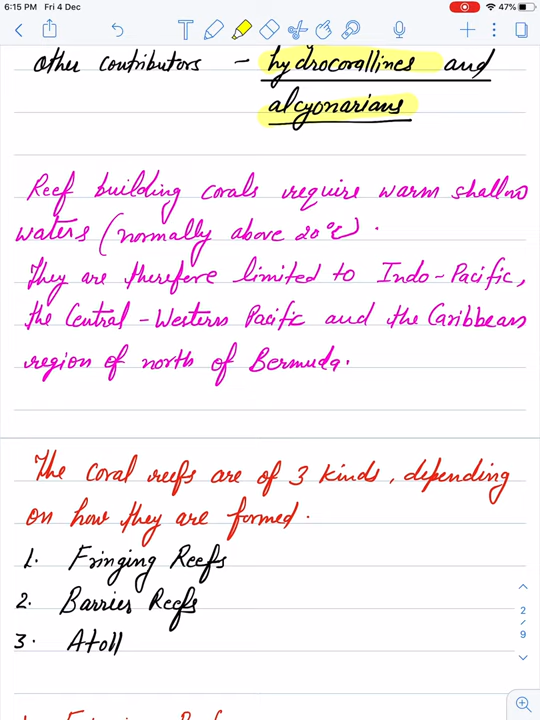 6:15 PM Fri 4 Dec 47%
other contributors - hydrocorallines and
alcyonarians
Reef building corals require warm shallow
waters (normally above 20°C).
They are therefore limited to Indo-Pacific,
the Central-Western Pacific and the Caribbean
region of north of Bermuda.
The coral reefs are of 3 kinds, depending
on how they are formed.
1. Fringing Reefs
2. Barrier Reefs
3. Atoll
2
/
9